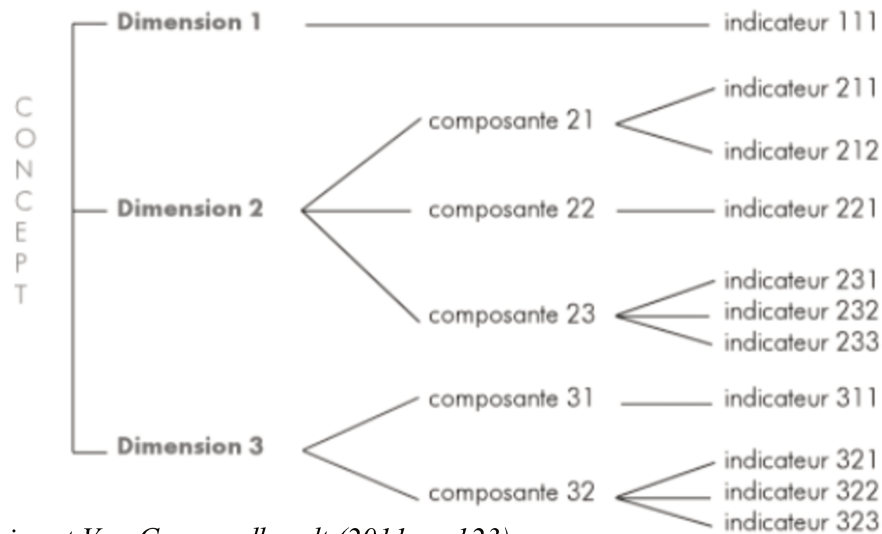 CONCEPT
Dimension 1
indicateur 111
Dimension 2
composante 21
indicateur 211
indicateur 212
composante 22
indicateur 221
composante 23
indicateur 231
indicateur 232
indicateur 233
Dimension 3
composante 31
indicateur 311
composante 32
indicateur 321
indicateur 322
indicateur 323